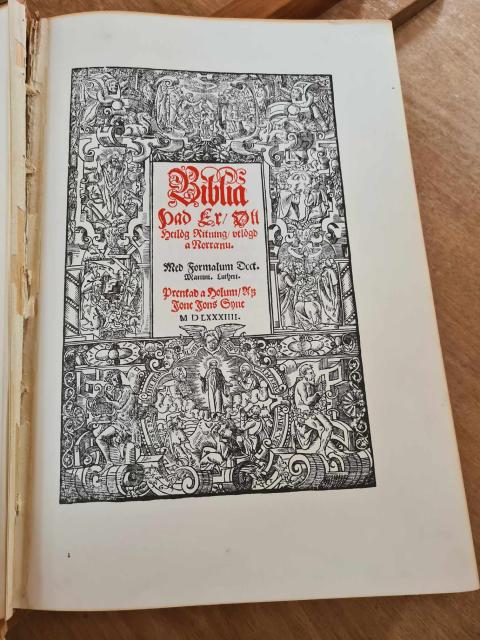 Biblia
Þad Er/ Øll
Heilög Ritning/ vtlögd
a Norrænu.
Med Formalum Doct.
Martini. Lutheri.
Prentad a Holum/ Af
Jone Jons Syne
M D LXXXIIII.